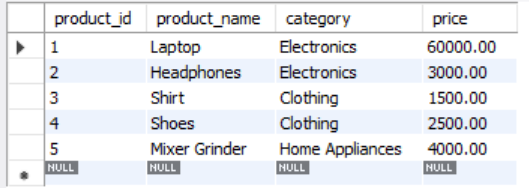 product_id product_name category price
1 Laptop Electronics 60000.00
2 Headphones Electronics 3000.00
3 Shirt Clothing 1500.00
4 Shoes Clothing 2500.00
5 Mixer Grinder Home Appliances 4000.00
NULL NULL NULL NULL